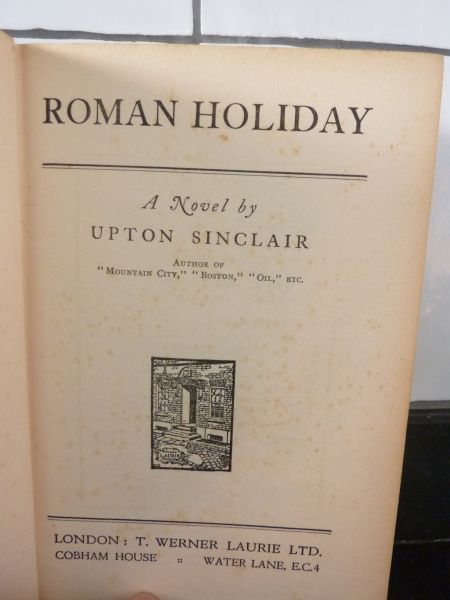 ROMAN HOLIDAY
A Novel by
UPTON SINCLAIR
AUTHOR OF
"MOUNTAIN CITY," "BOSTON," "OIL," ETC.
LAURIE
LONDON: T. WERNER LAURIE LTD.
COBHAM HOUSE :: WATER LANE, E.C.4